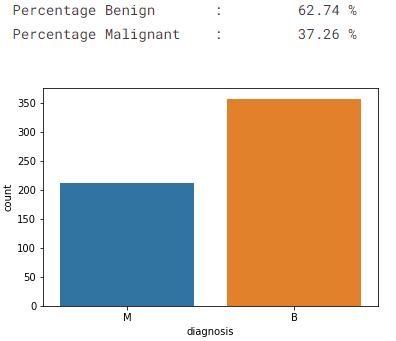 Percentage Benign : 62.74 %
Percentage Malignant : 37.26 %
350
300
250
200
150
100
50
0
count
M B
diagnosis